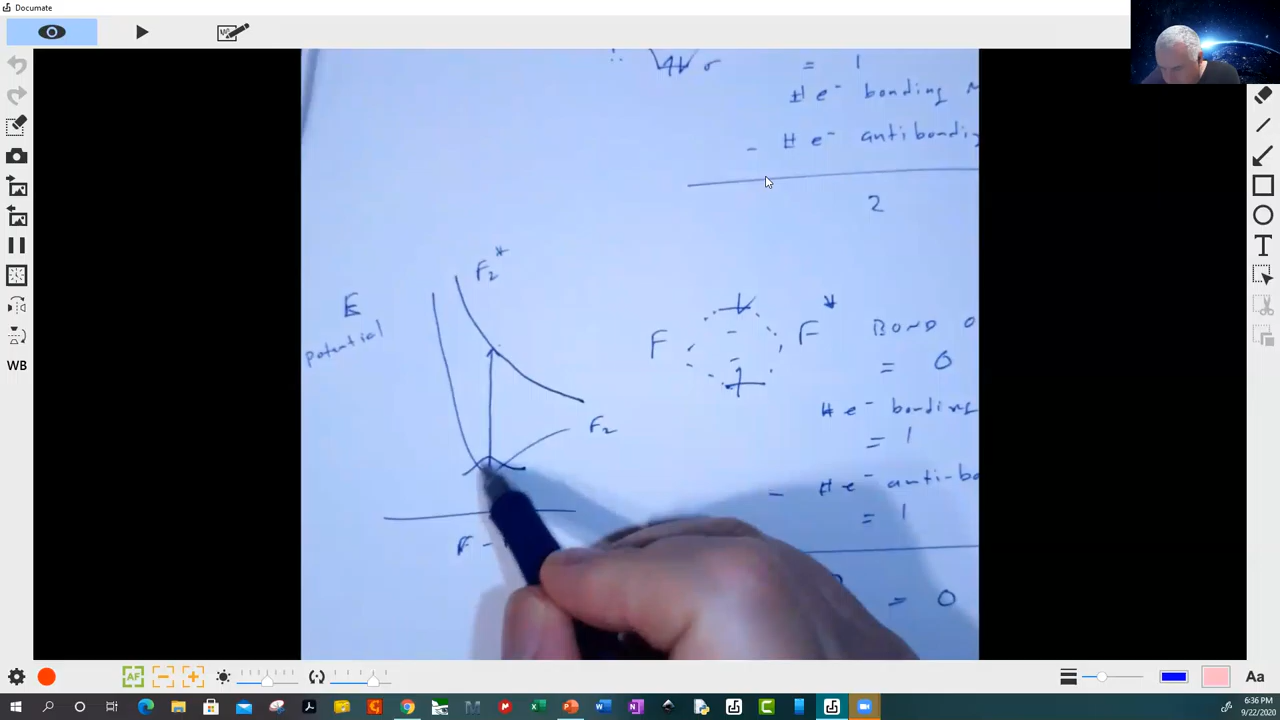 Documate
σ
= 1
# e⁻ bonding
- # e⁻ antibondi
2
F₂*
E
potential
F₂
F -
F F*
BOND O
= 0
# e⁻ bonding
= 1
- # e⁻ anti-bo
= 1
= 0
WB
T
AF
Aa
6:36 PM
9/22/2020